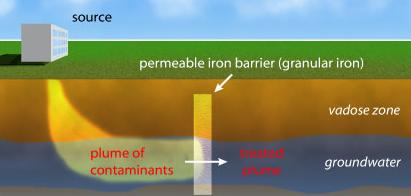 source
permeable iron barrier (granular iron)
vadose zone
plume of
contaminants
treated
plume
groundwater